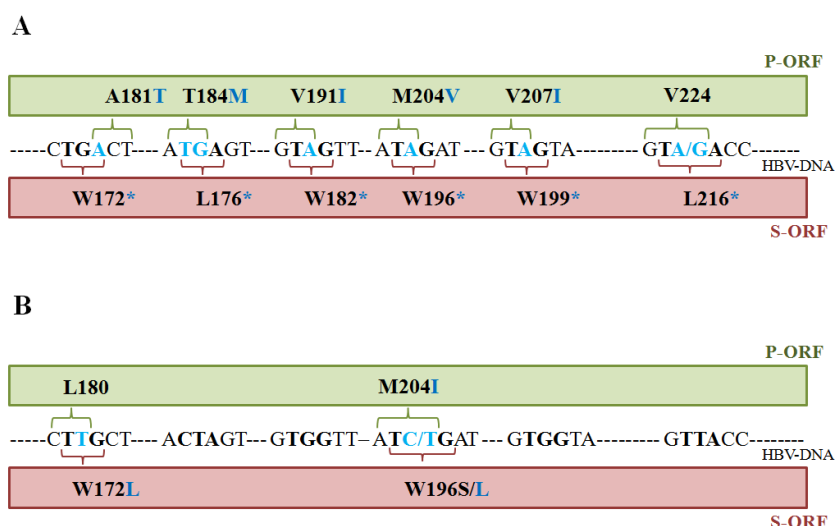 A
P-ORF
A181T T184M V191I M204V V207I V224
-----CTGACT---- ATGAGT--- GTAGTT-- ATAGAT --- GTAGTA---------GTA/GACC-------
HBV-DNA
W172* L176* W182* W196* W199* L216*
S-ORF
B
P-ORF
L180 M204I
-----CTTGCT---- ACTAGT--- GTGGTT– ATC/TGAT --- GTGGTA---------GTTACC--------
HBV-DNA
W172L W196S/L
S-ORF